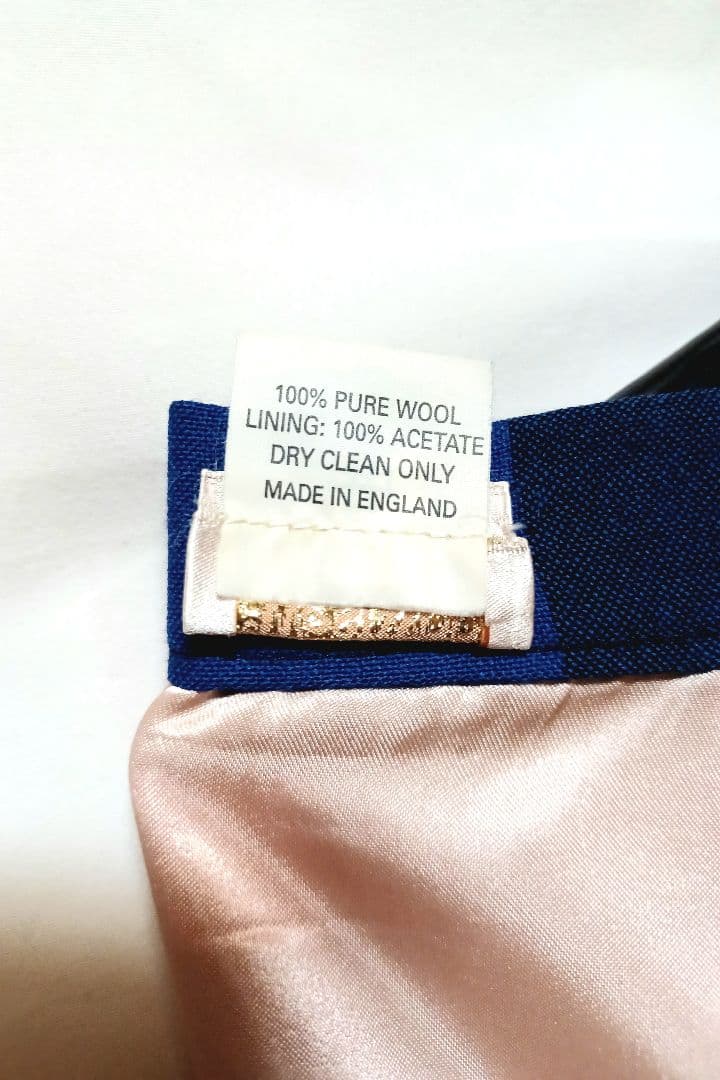 100% PURE WOOL
LINING: 100% ACETATE
DRY CLEAN ONLY
MADE IN ENGLAND